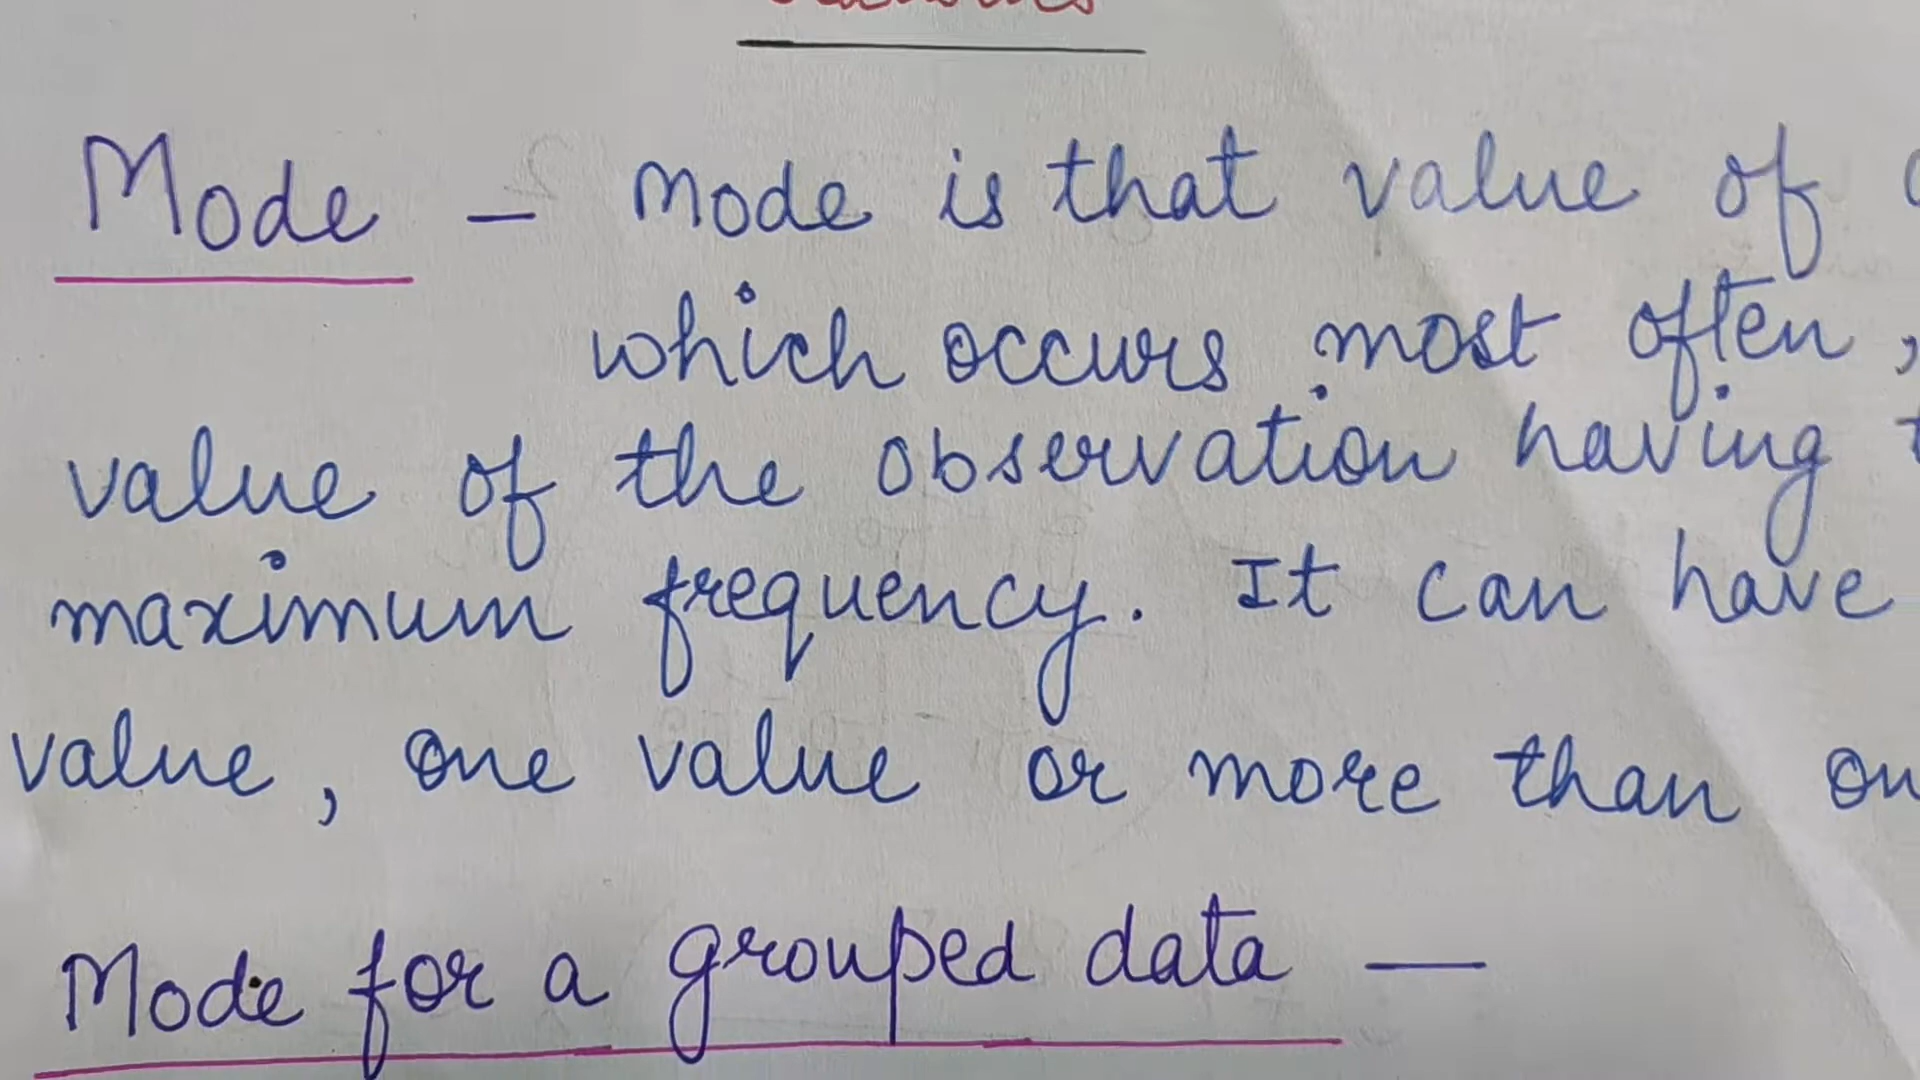 Mode – Mode is that value of
which occurs most often,
value of the observation having
maximum frequency. It can have
value, one value or more than
Mode for a grouped data —